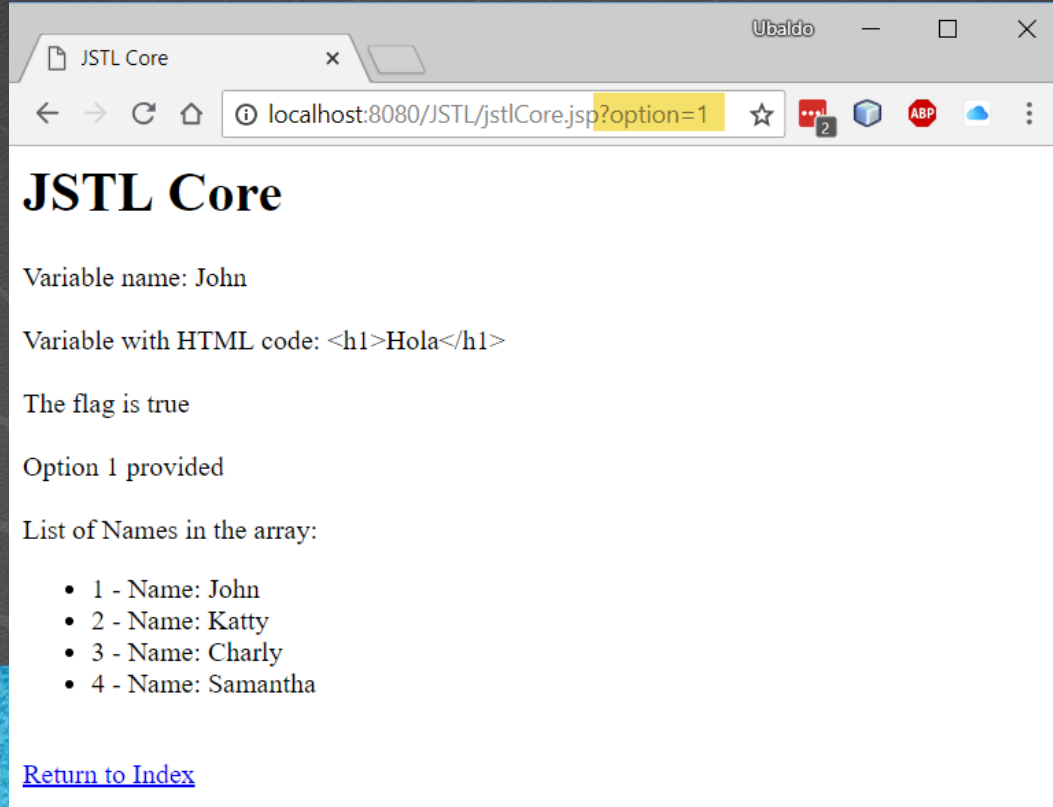 Ubaldo
JSTL Core
localhost:8080/JSTL/jstlCore.jsp?option=1
2
ABP
JSTL Core
Variable name: John
Variable with HTML code: <h1>Hola</h1>
The flag is true
Option 1 provided
List of Names in the array:
• 1 - Name: John
• 2 - Name: Katty
• 3 - Name: Charly
• 4 - Name: Samantha
Return to Index